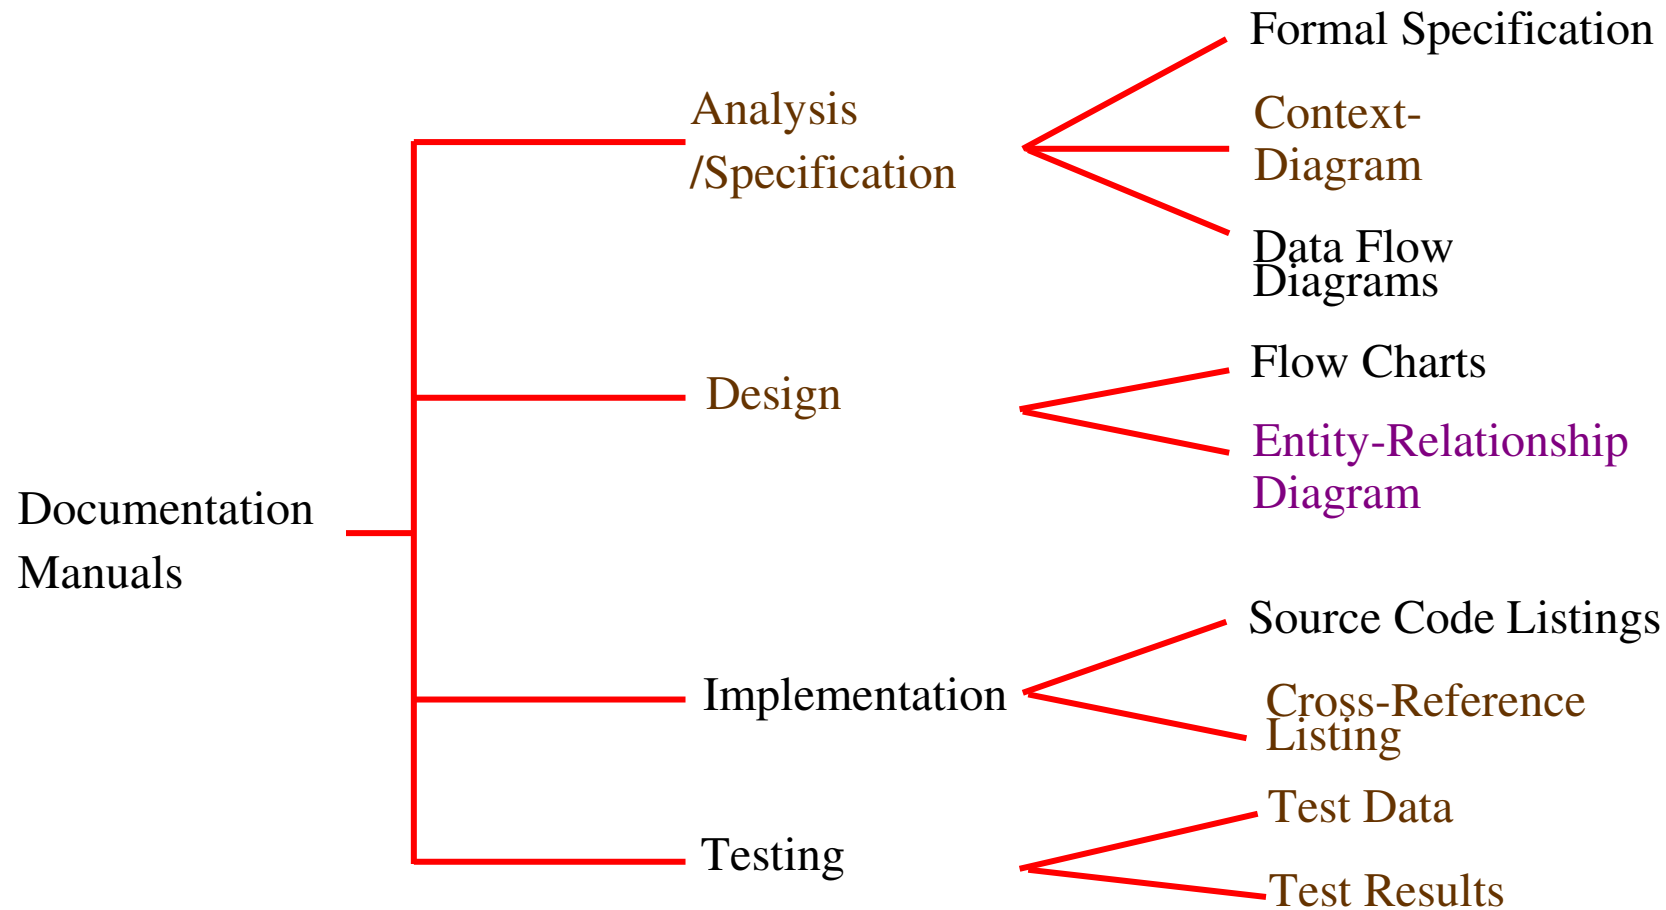 Formal Specification
Analysis
/Specification
Context-
Diagram
Data Flow
Diagrams
Design
Flow Charts
Entity-Relationship
Diagram
Documentation
Manuals
Implementation
Source Code Listings
Cross-Reference
Listing
Testing
Test Data
Test Results